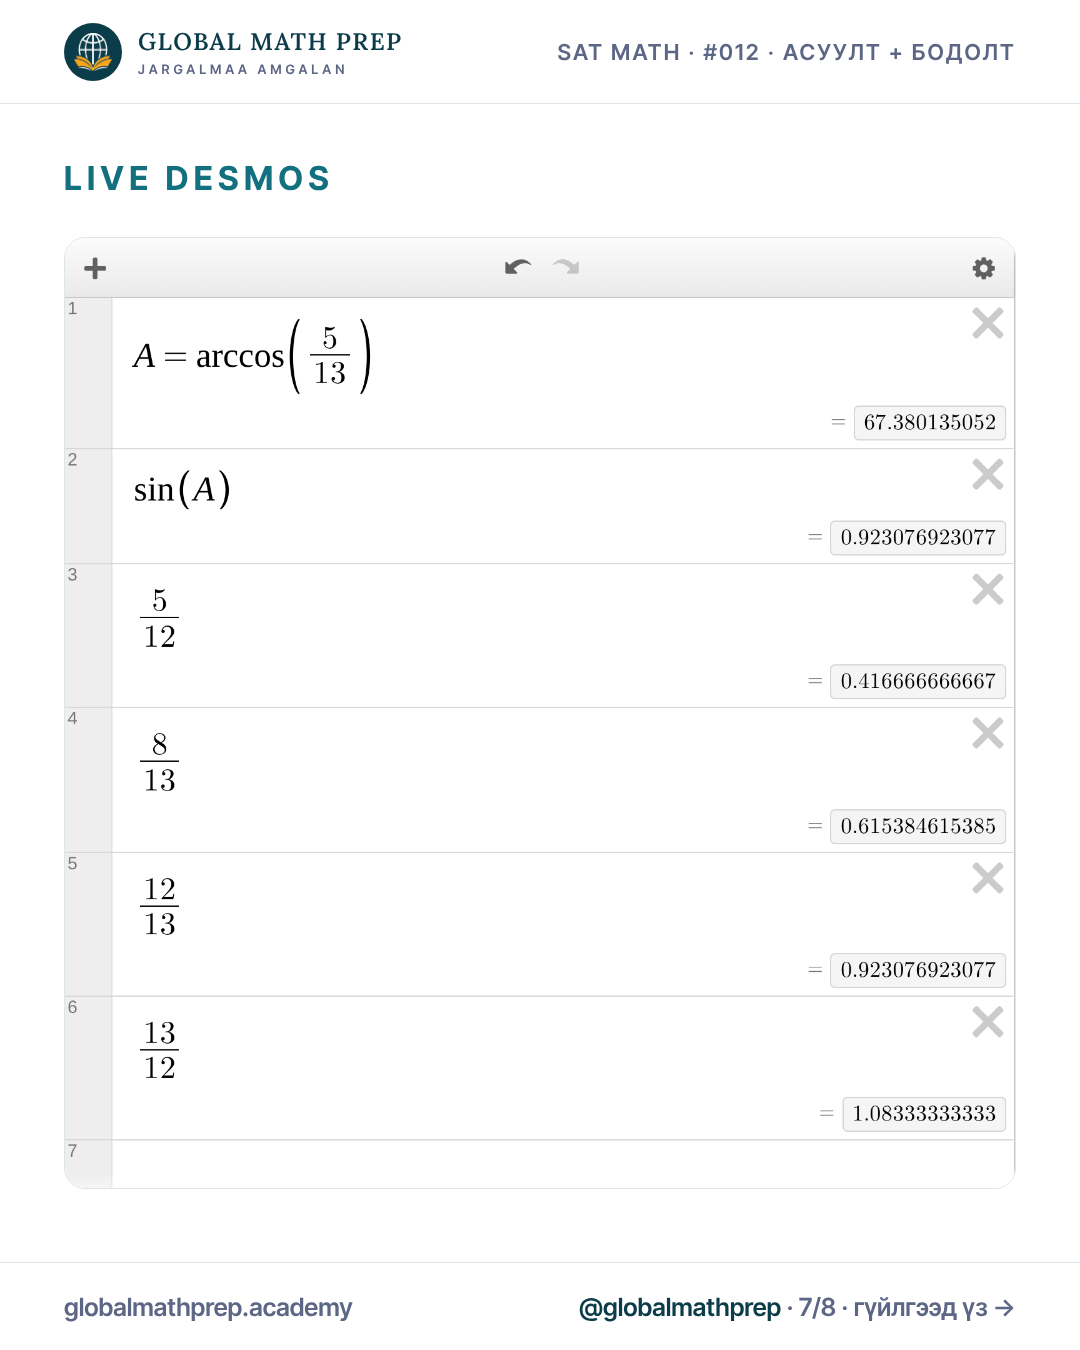 GLOBAL MATH PREP
JARGALMAA AMGALAN
SAT MATH · #012 · АСУУЛТ + БОДОЛТ
LIVE DESMOS
1
A = arccos(5/13)
= 67.380135052
2
sin(A)
= 0.923076923077
3
5/12
= 0.416666666667
4
8/13
= 0.615384615385
5
12/13
= 0.923076923077
6
13/12
= 1.08333333333
7
globalmathprep.academy
@globalmathprep · 7/8 · гүйлгээд үз →